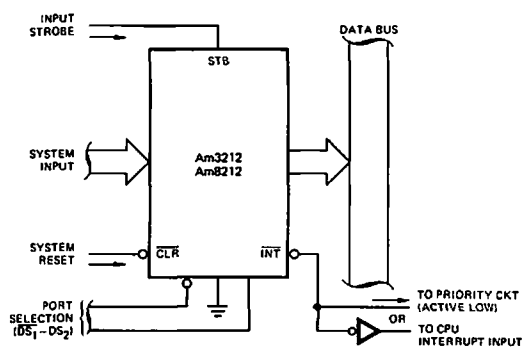 INPUT
STROBE
DATA BUS
STB
Am3212
Am8212
SYSTEM
INPUT
SYSTEM
RESET
CLR
INT
PORT
SELECTION
(DS1–DS2)
TO PRIORITY CKT
(ACTIVE LOW)
OR
TO CPU
INTERRUPT INPUT